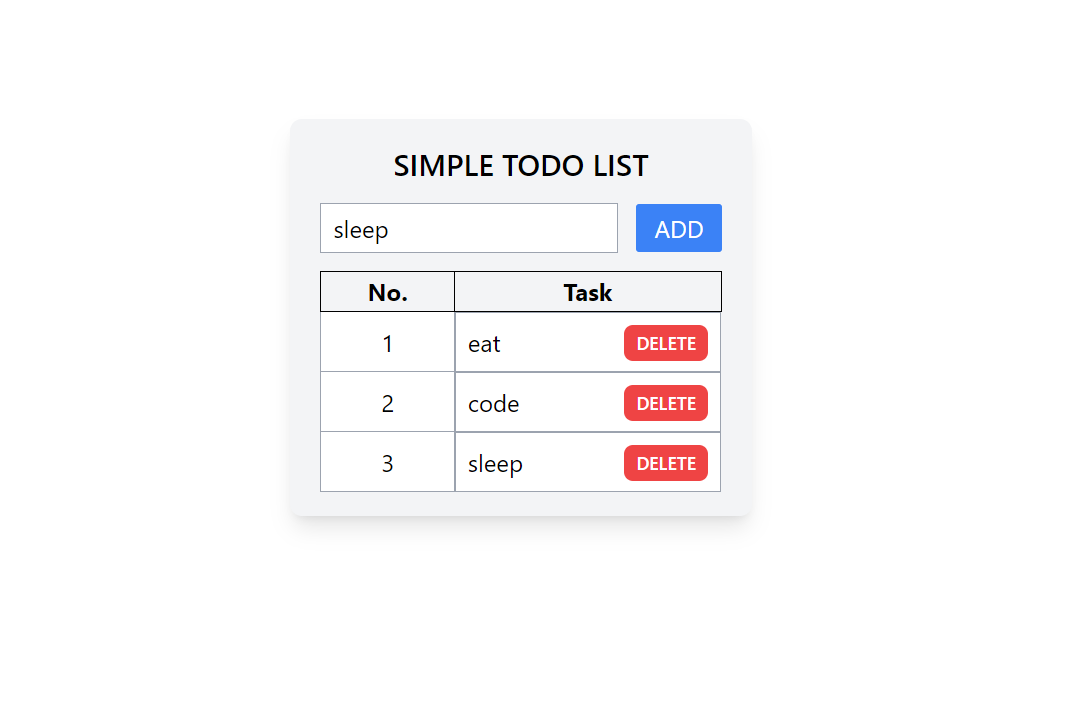 SIMPLE TODO LIST
sleep ADD
No. Task
1 eat DELETE
2 code DELETE
3 sleep DELETE